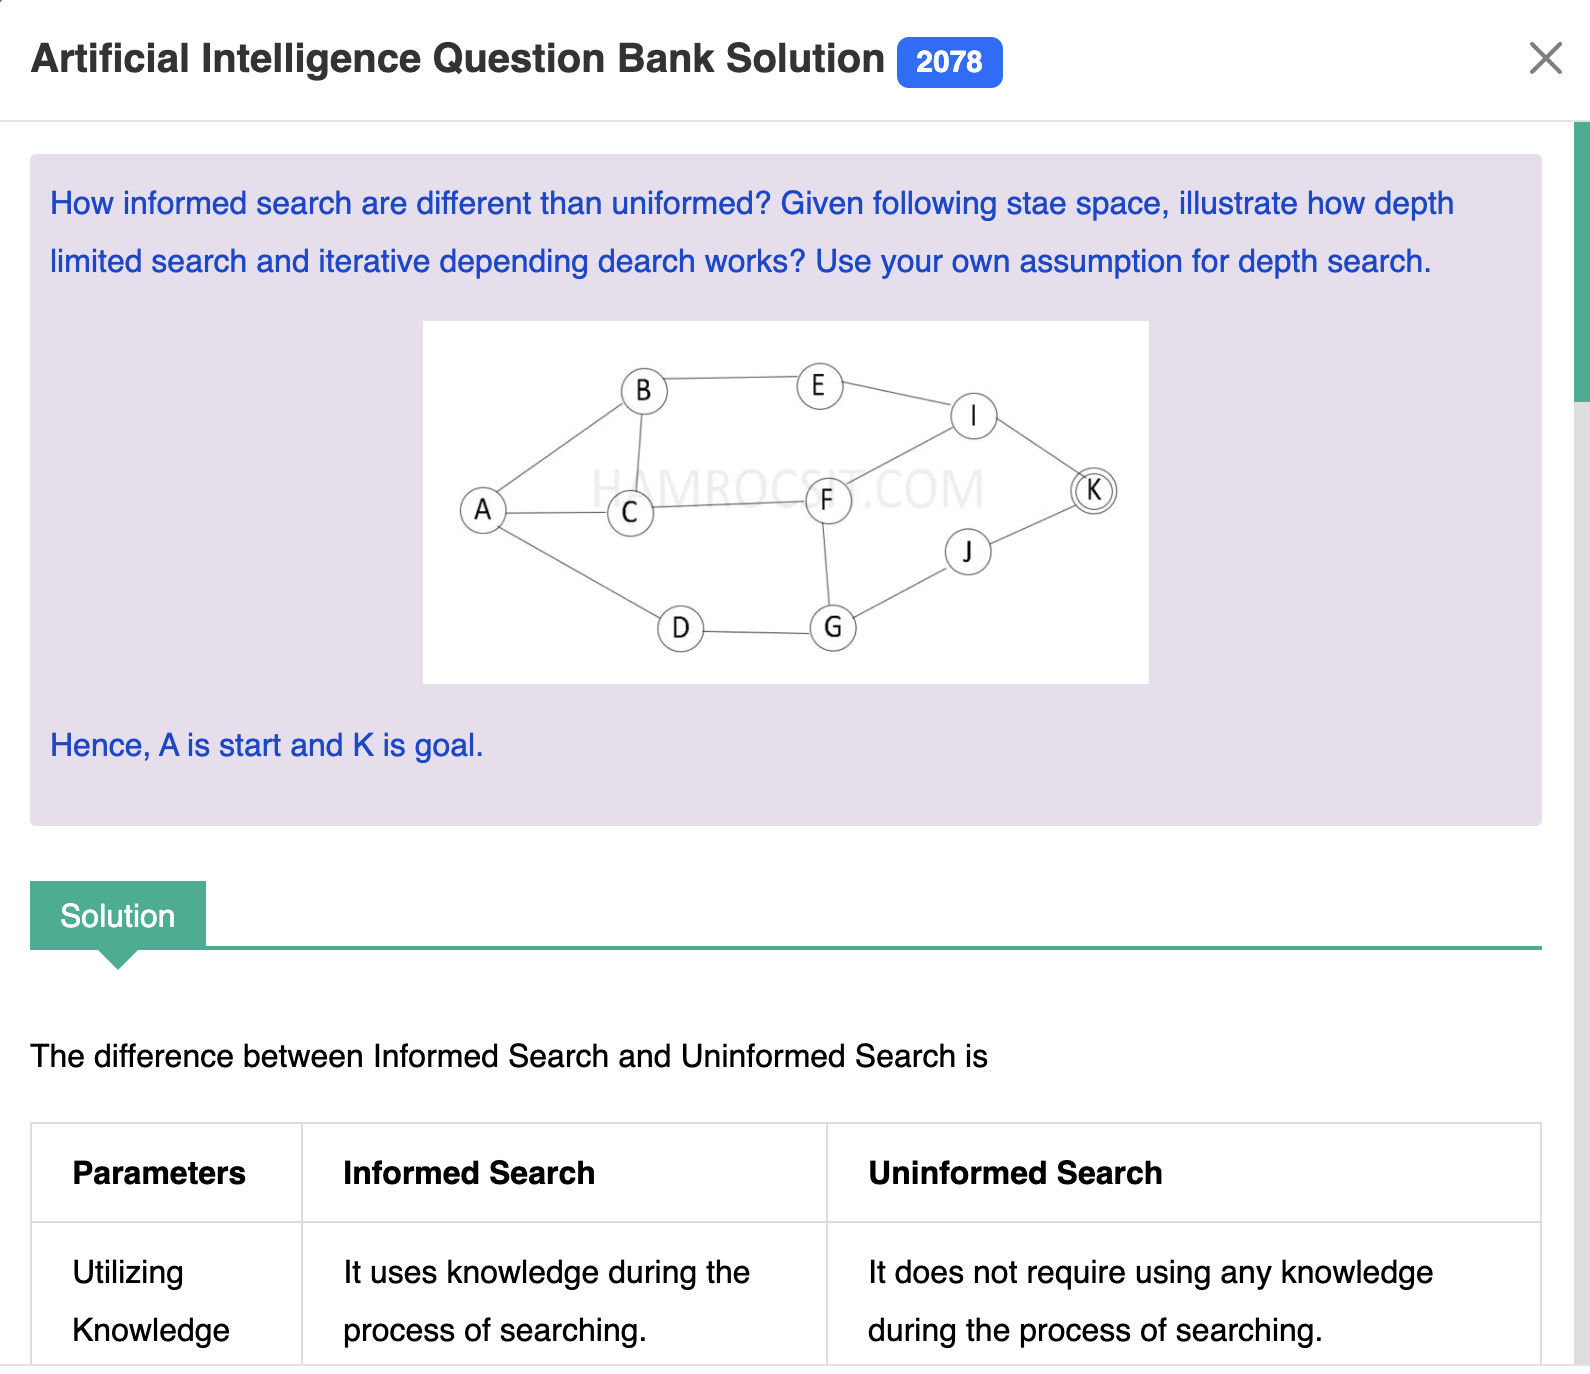 Artificial Intelligence Question Bank Solution 2078
How informed search are different than uniformed? Given following stae space, illustrate how depth
limited search and iterative depending dearch works? Use your own assumption for depth search.
B
E
I
HAMROCSIT.COM
A
C
F
K
J
D
G
Hence, A is start and K is goal.
Solution
The difference between Informed Search and Uninformed Search is
Parameters Informed Search Uninformed Search
Utilizing It uses knowledge during the It does not require using any knowledge
Knowledge process of searching. during the process of searching.